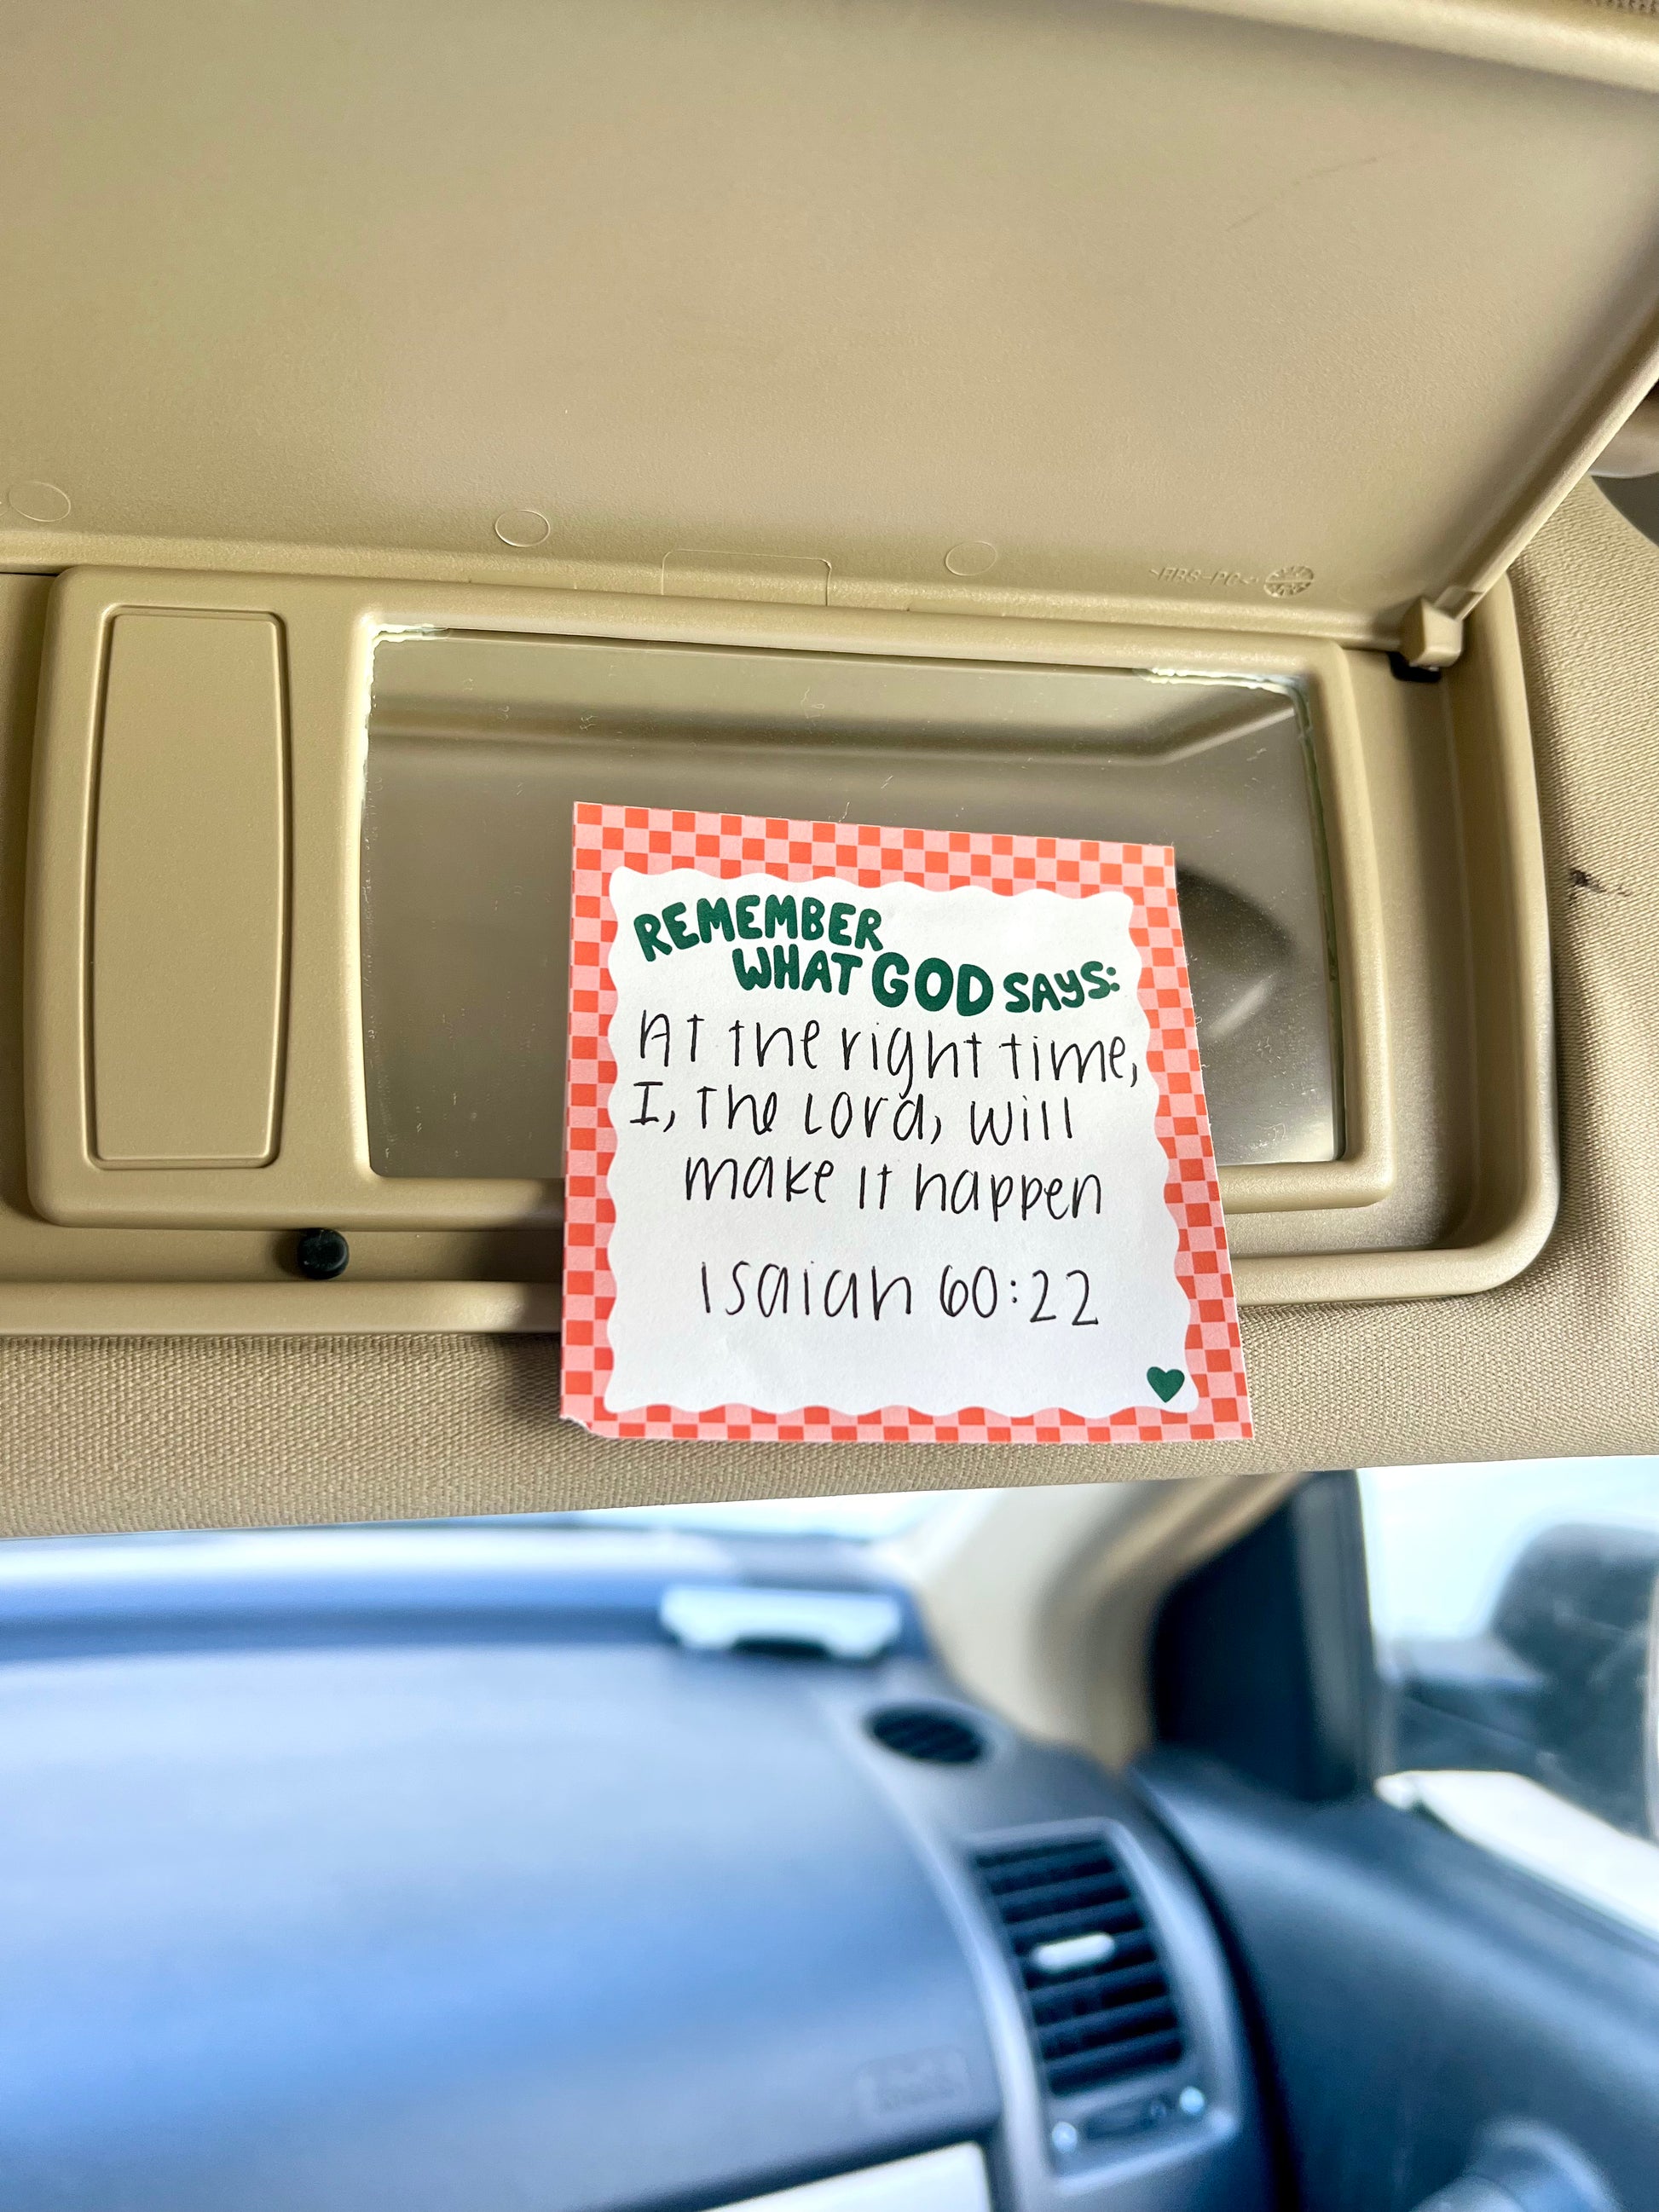 REMEMBER
WHAT GOD SAYS:
At the right time,
I, the Lord, will
make it happen
Isaiah 60:22